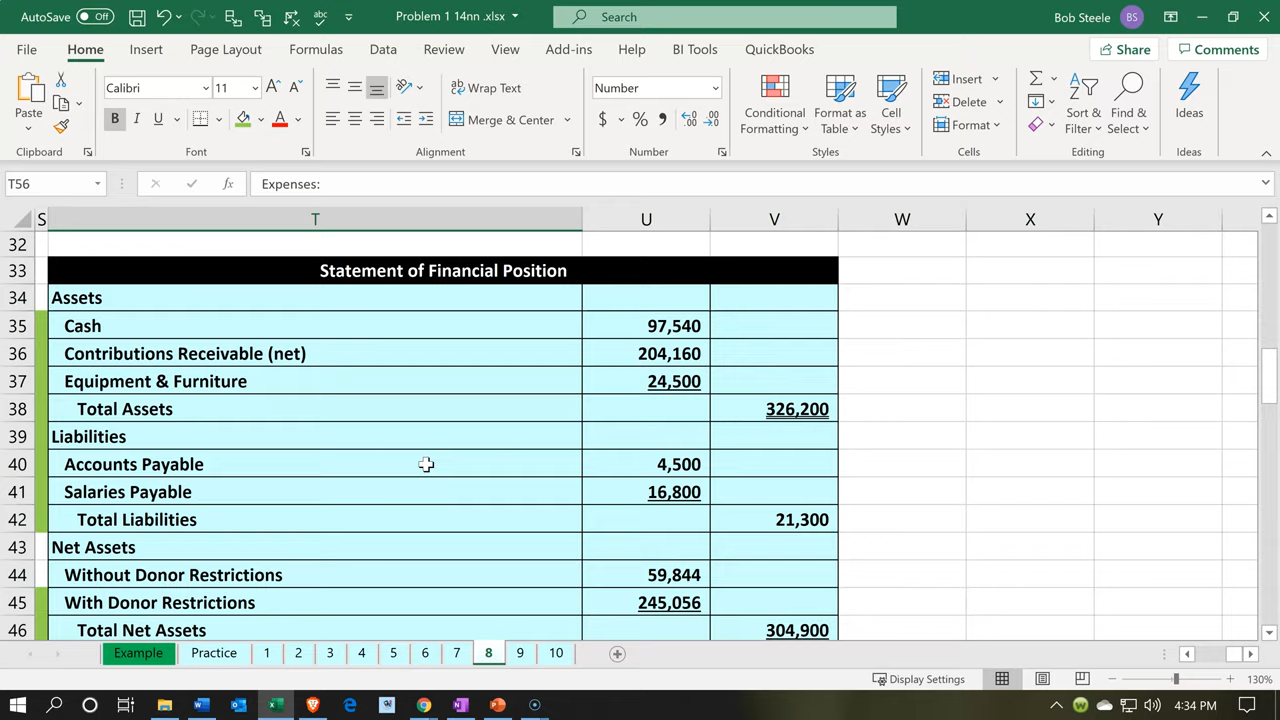 AutoSave Off Problem 1 14nn .xlsx Search Bob Steele BS
File Home Insert Page Layout Formulas Data Review View Add-ins Help BI Tools QuickBooks Share Comments
Paste Calibri 11 A A B I U A Wrap Text Merge & Center Number $ % , Conditional Formatting Format as Table Cell Styles Insert Delete Format Sort & Filter Find & Select Ideas
Clipboard Font Alignment Number Styles Cells Editing Ideas
T56 fx Expenses:
S T U V W X Y
32
33 Statement of Financial Position
34 Assets
35 Cash 97,540
36 Contributions Receivable (net) 204,160
37 Equipment & Furniture 24,500
38 Total Assets 326,200
39 Liabilities
40 Accounts Payable 4,500
41 Salaries Payable 16,800
42 Total Liabilities 21,300
43 Net Assets
44 Without Donor Restrictions 59,844
45 With Donor Restrictions 245,056
46 Total Net Assets 304,900
Example Practice 1 2 3 4 5 6 7 8 9 10
Display Settings 130%
4:34 PM